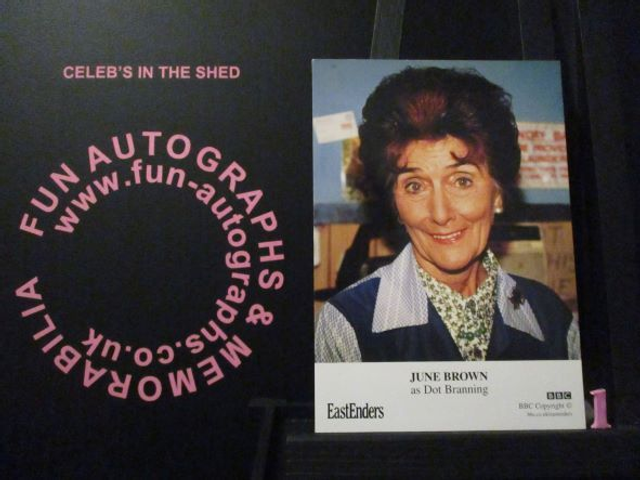 CELEB'S IN THE SHED
FUN AUTOGRAPHS & MEMORABILIA
www.fun-autographs.co.uk
JUNE BROWN
as Dot Branning
EastEnders
BBC
BBC Copyright ©
1